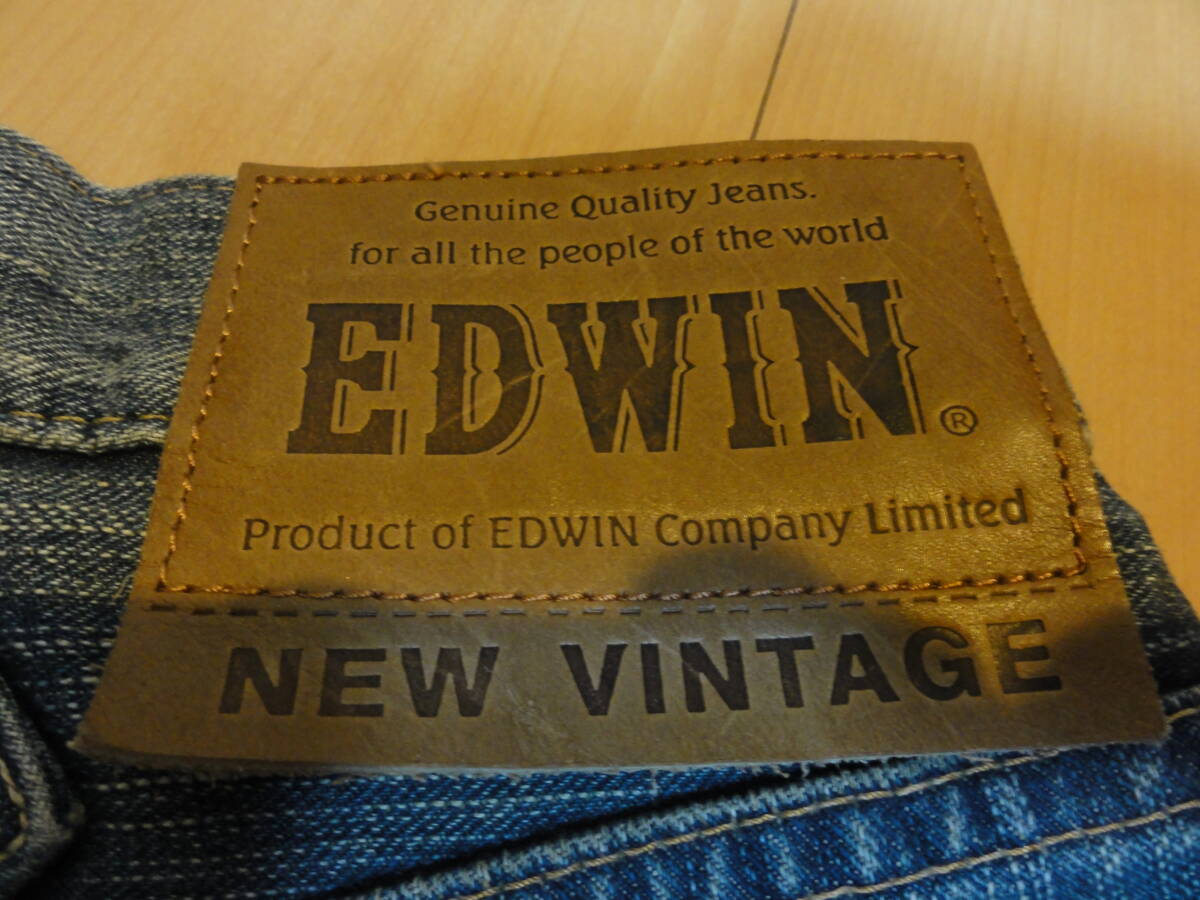 Genuine Quality Jeans.
for all the people of the world
EDWIN®
Product of EDWIN Company Limited
NEW VINTAGE